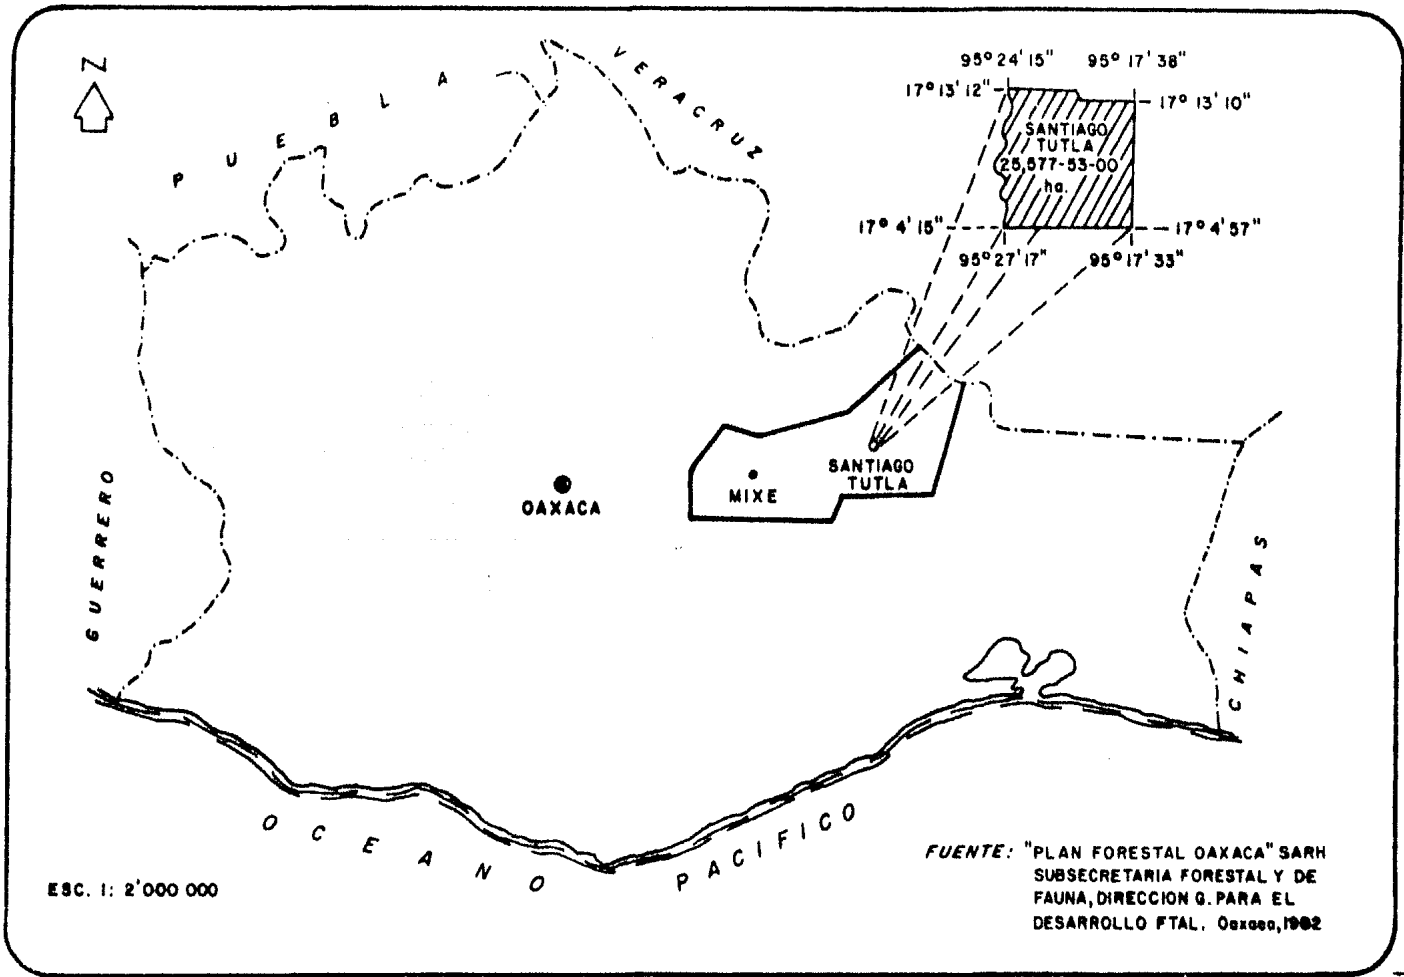 N
PUEBLA
VERACRUZ
95° 24' 15" 95° 17' 38"
17° 13' 12"
17° 13' 10"
SANTIAGO
TUTLA
25,577-53-00
ha.
17° 4' 15"
17° 4' 57"
95° 27' 17" 95° 17' 33"
GUERRERO
OAXACA
MIXE
SANTIAGO
TUTLA
CHIAPAS
OCEANO PACIFICO
ESC. 1: 2'000 000
FUENTE: "PLAN FORESTAL OAXACA" SARH
SUBSECRETARIA FORESTAL Y DE
FAUNA, DIRECCION G. PARA EL
DESARROLLO FTAL. Oaxaca, 1982